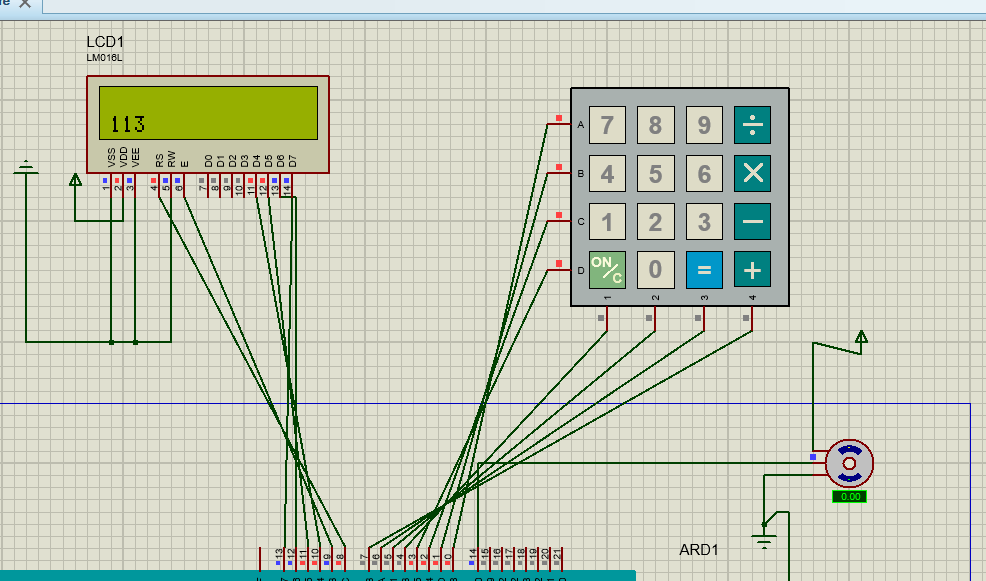 re
LCD1
LM016L
113
VSS
VDD
VEE
RS
RW
E
D0
D1
D2
D3
D4
D5
D6
D7
1
2
3
4
5
6
7
8
9
10
11
12
13
14
A
7 8 9 ÷
B
4 5 6 ×
C
1 2 3 −
D
ON/C 0 = +
1 2 3 4
0.00
ARD1
13
12
11
10
9
8
7
6
5
4
3
2
1
0
14
15
16
17
18
19
20
21